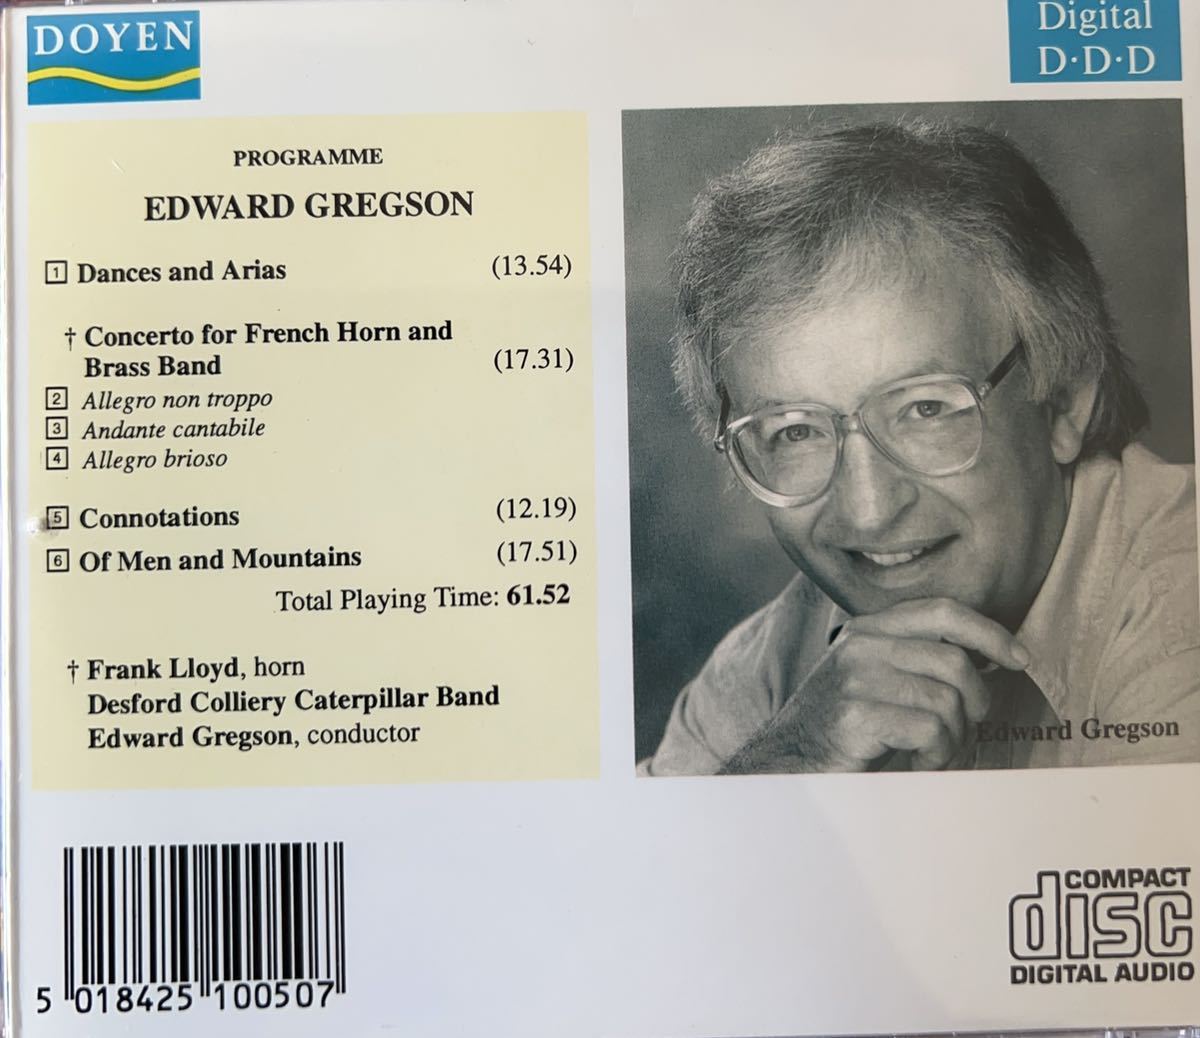 DOYEN
Digital
D·D·D
PROGRAMME
EDWARD GREGSON
1 Dances and Arias (13.54)
† Concerto for French Horn and
Brass Band (17.31)
2 Allegro non troppo
3 Andante cantabile
4 Allegro brioso
5 Connotations (12.19)
6 Of Men and Mountains (17.51)
Total Playing Time: 61.52
† Frank Lloyd, horn
Desford Colliery Caterpillar Band
Edward Gregson, conductor
Edward Gregson
5 018425 100507
COMPACT
disc
DIGITAL AUDIO